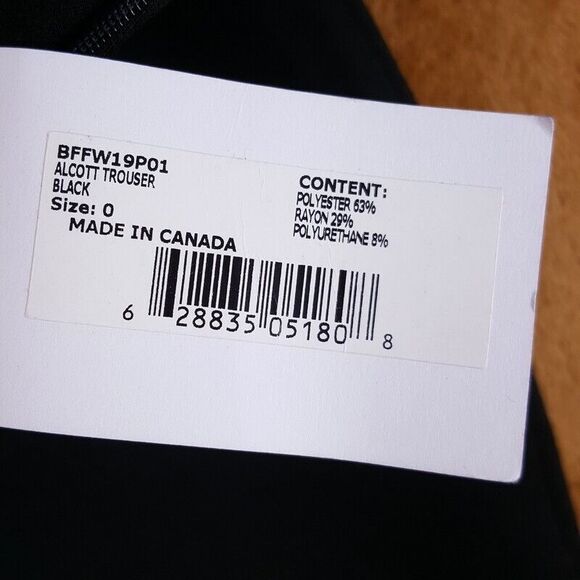 BFFW19P01
ALCOTT TROUSER
BLACK
Size: 0
MADE IN CANADA
CONTENT:
POLYESTER 63%
RAYON 29%
POLYURETHANE 8%
6 28835 05180 8